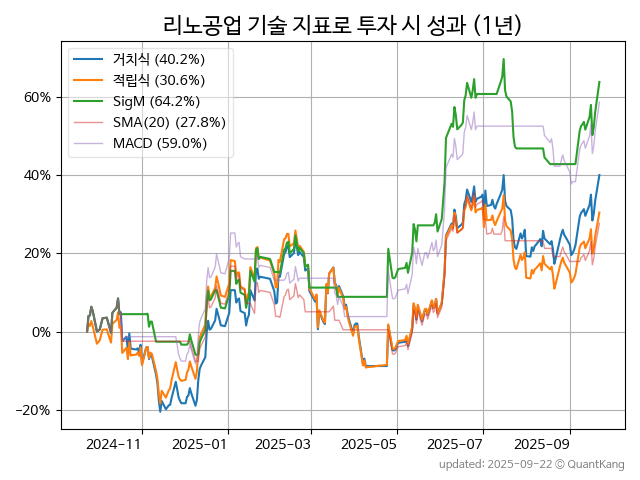 리노공업 기술 지표로 투자 시 성과 (1년)
거치식 (40.2%)
적립식 (30.6%)
SigM (64.2%)
SMA(20) (27.8%)
MACD (59.0%)
60%
40%
20%
0%
−20%
2024-11 2025-01 2025-03 2025-05 2025-07 2025-09
updated: 2025-09-22 © QuantKang